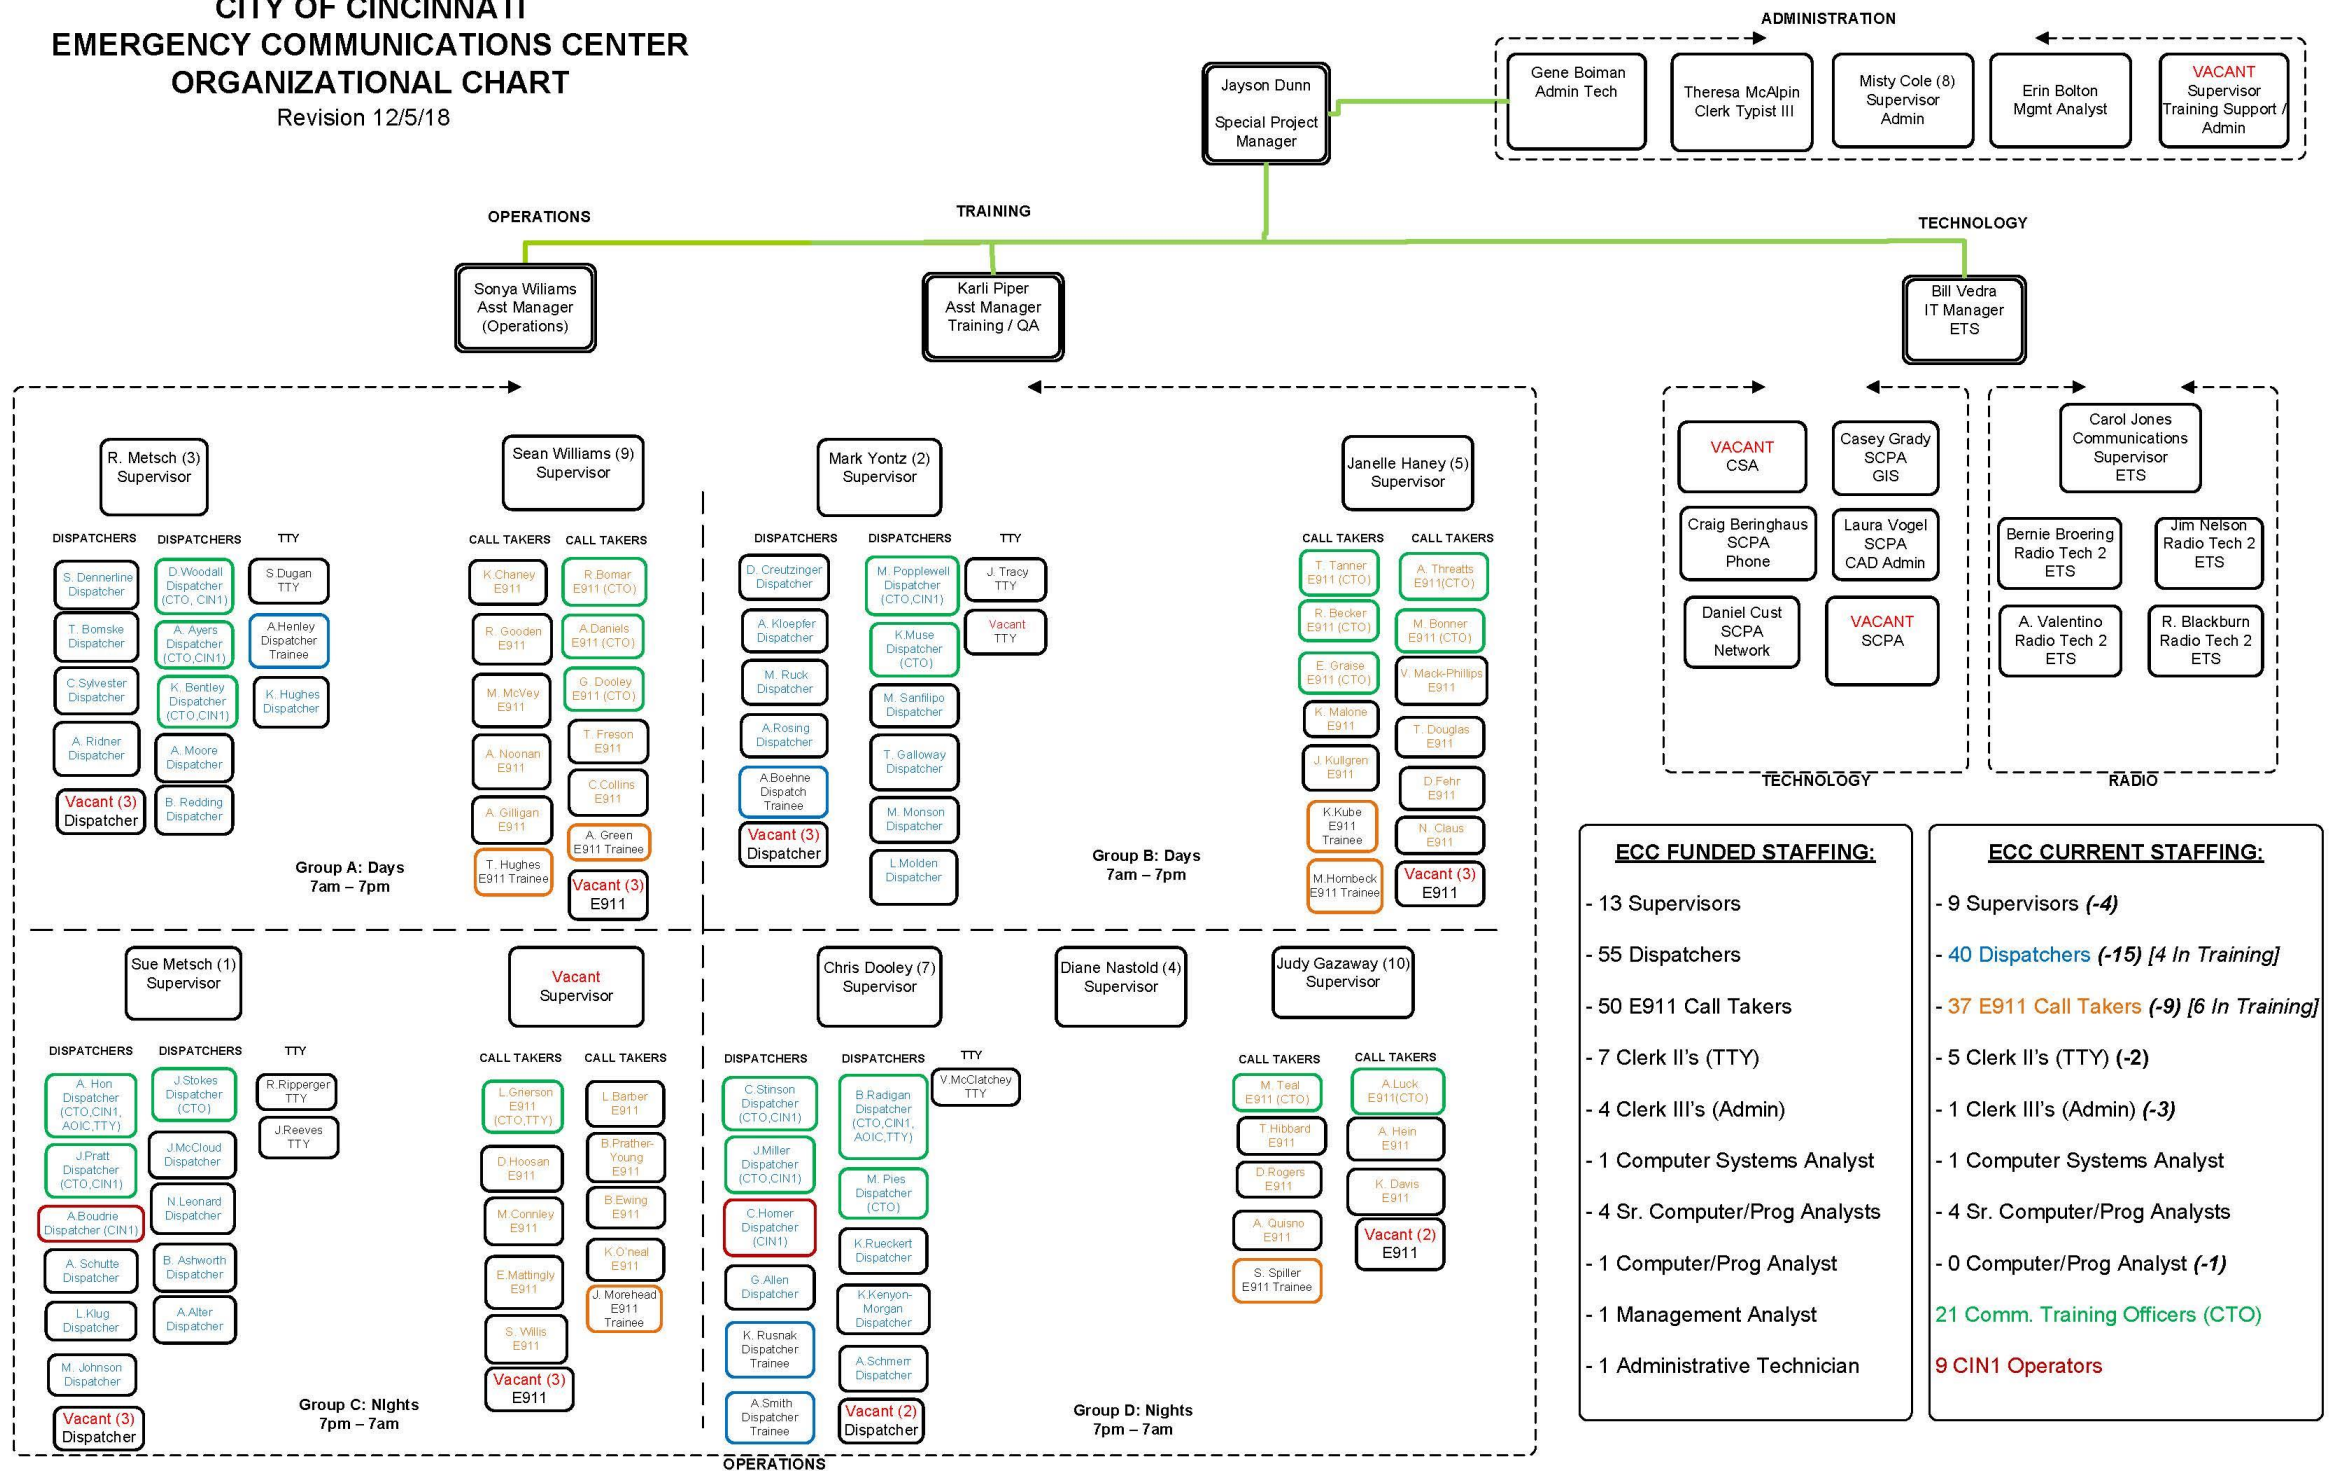 CITY OF CINCINNATI
EMERGENCY COMMUNICATIONS CENTER
ORGANIZATIONAL CHART
Revision 12/5/18
ADMINISTRATION
Jayson Dunn
Special Project
Manager
Gene Boiman
Admin Tech
Theresa McAlpin
Clerk Typist III
Misty Cole (8)
Supervisor
Admin
Erin Bolton
Mgmt Analyst
VACANT
Supervisor
Training Support /
Admin
OPERATIONS
TRAINING
TECHNOLOGY
Sonya Wiliams
Asst Manager
(Operations)
Karli Piper
Asst Manager
Training / QA
Bill Vedra
IT Manager
ETS
R. Metsch (3)
Supervisor
Sean Williams (9)
Supervisor
DISPATCHERS
DISPATCHERS
TTY
CALL TAKERS
CALL TAKERS
S. Dennerline
Dispatcher
T. Bomske
Dispatcher
C.Sylvester
Dispatcher
A. Ridner
Dispatcher
Vacant (3)
Dispatcher
D.Woodall
Dispatcher
(CTO, CIN1)
A. Ayers
Dispatcher
(CTO,CIN1)
K. Bentley
Dispatcher
(CTO,CIN1)
A. Moore
Dispatcher
B. Redding
Dispatcher
S.Dugan
TTY
A.Henley
Dispatcher
Trainee
K. Hughes
Dispatcher
K.Chaney
E911
R. Gooden
E911
M. McVey
E911
A. Noonan
E911
A. Gilligan
E911
T. Hughes
E911 Trainee
R.Bomar
E911 (CTO)
A.Daniels
E911 (CTO)
G. Dooley
E911 (CTO)
T. Freson
E911
C.Collins
E911
A. Green
E911 Trainee
Vacant (3)
E911
Group A: Days
7am – 7pm
Mark Yontz (2)
Supervisor
Janelle Haney (5)
Supervisor
DISPATCHERS
DISPATCHERS
TTY
CALL TAKERS
CALL TAKERS
D. Creutzinger
Dispatcher
A. Kloepfer
Dispatcher
M. Ruck
Dispatcher
A.Rosing
Dispatcher
A.Boehne
Dispatch
Trainee
Vacant (3)
Dispatcher
M. Popplewell
Dispatcher
(CTO,CIN1)
K.Muse
Dispatcher
(CTO)
M. Sanfilipo
Dispatcher
T. Galloway
Dispatcher
M. Monson
Dispatcher
L.Molden
Dispatcher
J. Tracy
TTY
Vacant
TTY
T. Tanner
E911 (CTO)
R. Becker
E911 (CTO)
E. Graise
E911 (CTO)
K. Malone
E911
J. Kullgren
E911
K.Kube
E911
Trainee
M.Hornbeck
E911 Trainee
A. Threatts
E911(CTO)
M. Bonner
E911 (CTO)
V. Mack-Phillips
E911
T. Douglas
E911
D.Fehr
E911
N. Claus
E911
Vacant (3)
E911
Group B: Days
7am – 7pm
Sue Metsch (1)
Supervisor
Vacant
Supervisor
DISPATCHERS
DISPATCHERS
TTY
CALL TAKERS
CALL TAKERS
A. Hon
Dispatcher
(CTO,CIN1,
AOIC,TTY)
J.Pratt
Dispatcher
(CTO,CIN1)
A.Boudrie
Dispatcher (CIN1)
A. Schutte
Dispatcher
L.Klug
Dispatcher
M. Johnson
Dispatcher
Vacant (3)
Dispatcher
J.Stokes
Dispatcher
(CTO)
J.McCloud
Dispatcher
N.Leonard
Dispatcher
B. Ashworth
Dispatcher
A.Alter
Dispatcher
R.Ripperger
TTY
J.Reeves
TTY
L.Grierson
E911
(CTO,TTY)
D.Hoosan
E911
M.Connley
E911
E.Mattingly
E911
S. Willis
E911
Vacant (3)
E911
L.Barber
E911
B.Prather-
Young
E911
B.Ewing
E911
K.O'neal
E911
J. Morehead
E911
Trainee
Group C: NIghts
7pm – 7am
Chris Dooley (7)
Supervisor
Diane Nastold (4)
Supervisor
Judy Gazaway (10)
Supervisor
DISPATCHERS
DISPATCHERS
TTY
CALL TAKERS
CALL TAKERS
C.Stinson
Dispatcher
(CTO,CIN1)
J.Miller
Dispatcher
(CTO,CIN1)
C.Homer
Dispatcher
(CIN1)
G.Allen
Dispatcher
K. Rusnak
Dispatcher
Trainee
A.Smith
Dispatcher
Trainee
B.Radigan
Dispatcher
(CTO,CIN1,
AOIC,TTY)
M. Pies
Dispatcher
(CTO)
K.Rueckert
Dispatcher
K.Kenyon-
Morgan
Dispatcher
A.Schmerr
Dispatcher
Vacant (2)
Dispatcher
V.McClatchey
TTY
M. Teal
E911 (CTO)
T.Hibbard
E911
D.Rogers
E911
A. Quisno
E911
S. Spiller
E911 Trainee
A.Luck
E911(CTO)
A. Hein
E911
K. Davis
E911
Vacant (2)
E911
Group D: Nights
7pm – 7am
OPERATIONS
VACANT
CSA
Casey Grady
SCPA
GIS
Craig Beringhaus
SCPA
Phone
Laura Vogel
SCPA
CAD Admin
Daniel Cust
SCPA
Network
VACANT
SCPA
TECHNOLOGY
Carol Jones
Communications
Supervisor
ETS
Bernie Broering
Radio Tech 2
ETS
Jim Nelson
Radio Tech 2
ETS
A. Valentino
Radio Tech 2
ETS
R. Blackburn
Radio Tech 2
ETS
RADIO
ECC FUNDED STAFFING:
- 13 Supervisors
- 55 Dispatchers
- 50 E911 Call Takers
- 7 Clerk II's (TTY)
- 4 Clerk III's (Admin)
- 1 Computer Systems Analyst
- 4 Sr. Computer/Prog Analysts
- 1 Computer/Prog Analyst
- 1 Management Analyst
- 1 Administrative Technician
ECC CURRENT STAFFING:
- 9 Supervisors (-4)
- 40 Dispatchers (-15) [4 In Training]
- 37 E911 Call Takers (-9) [6 In Training]
- 5 Clerk II's (TTY) (-2)
- 1 Clerk III's (Admin) (-3)
- 1 Computer Systems Analyst
- 4 Sr. Computer/Prog Analysts
- 0 Computer/Prog Analyst (-1)
21 Comm. Training Officers (CTO)
9 CIN1 Operators